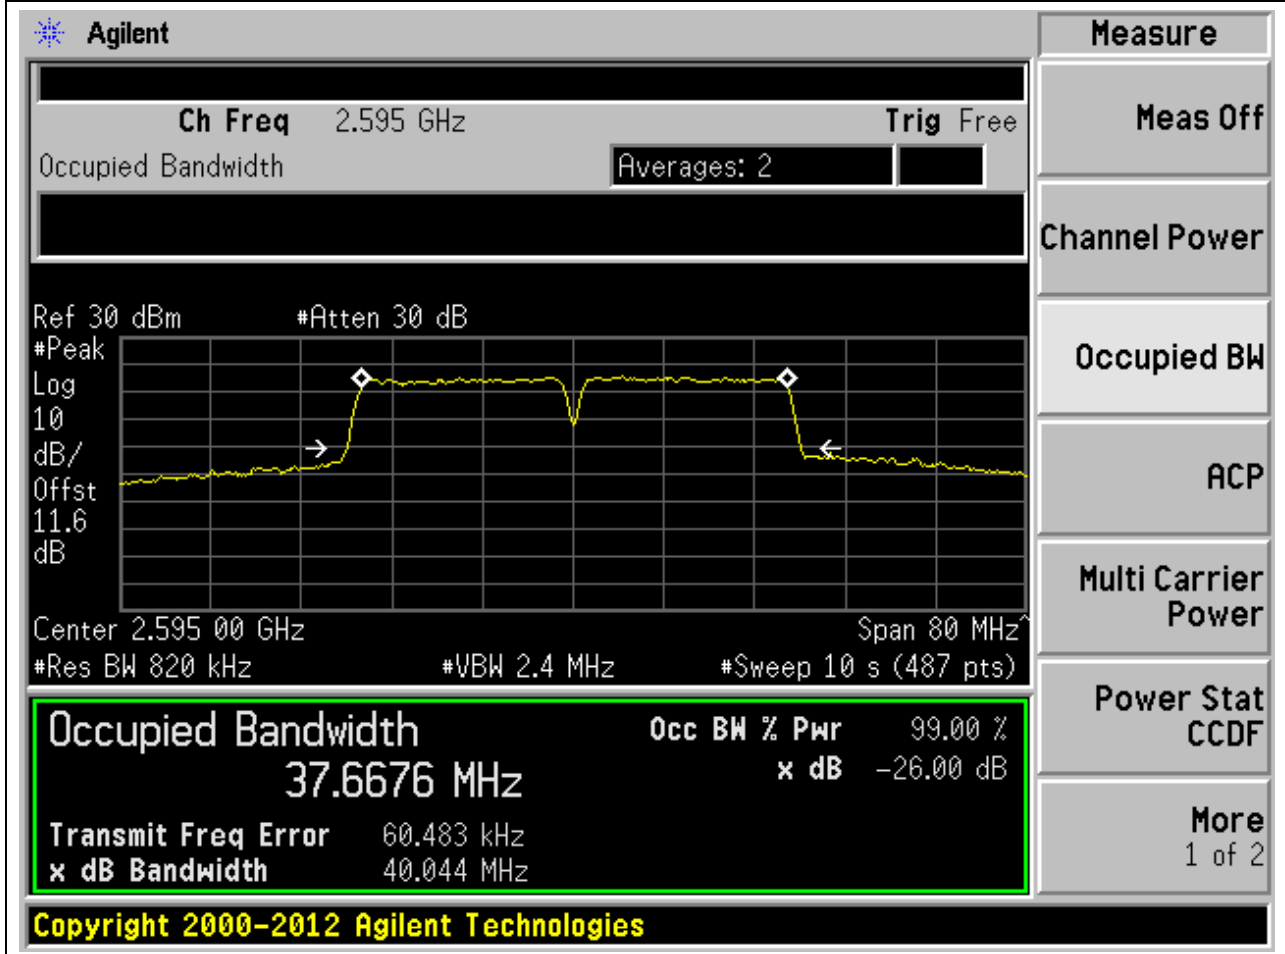 Agilent
Measure
Ch Freq 2.595 GHz Trig Free
Occupied Bandwidth Averages: 2
Meas Off
Channel Power
Occupied BW
ACP
Multi Carrier
Power
Power Stat
CCDF
More
1 of 2
Ref 30 dBm #Atten 30 dB
#Peak
Log
10
dB/
Offst
11.6
dB
Center 2.595 00 GHz Span 80 MHz^
#Res BW 820 kHz #VBW 2.4 MHz #Sweep 10 s (487 pts)
Occupied Bandwidth Occ BW % Pwr 99.00 %
37.6676 MHz x dB -26.00 dB
Transmit Freq Error 60.483 kHz
x dB Bandwidth 40.044 MHz
Copyright 2000-2012 Agilent Technologies